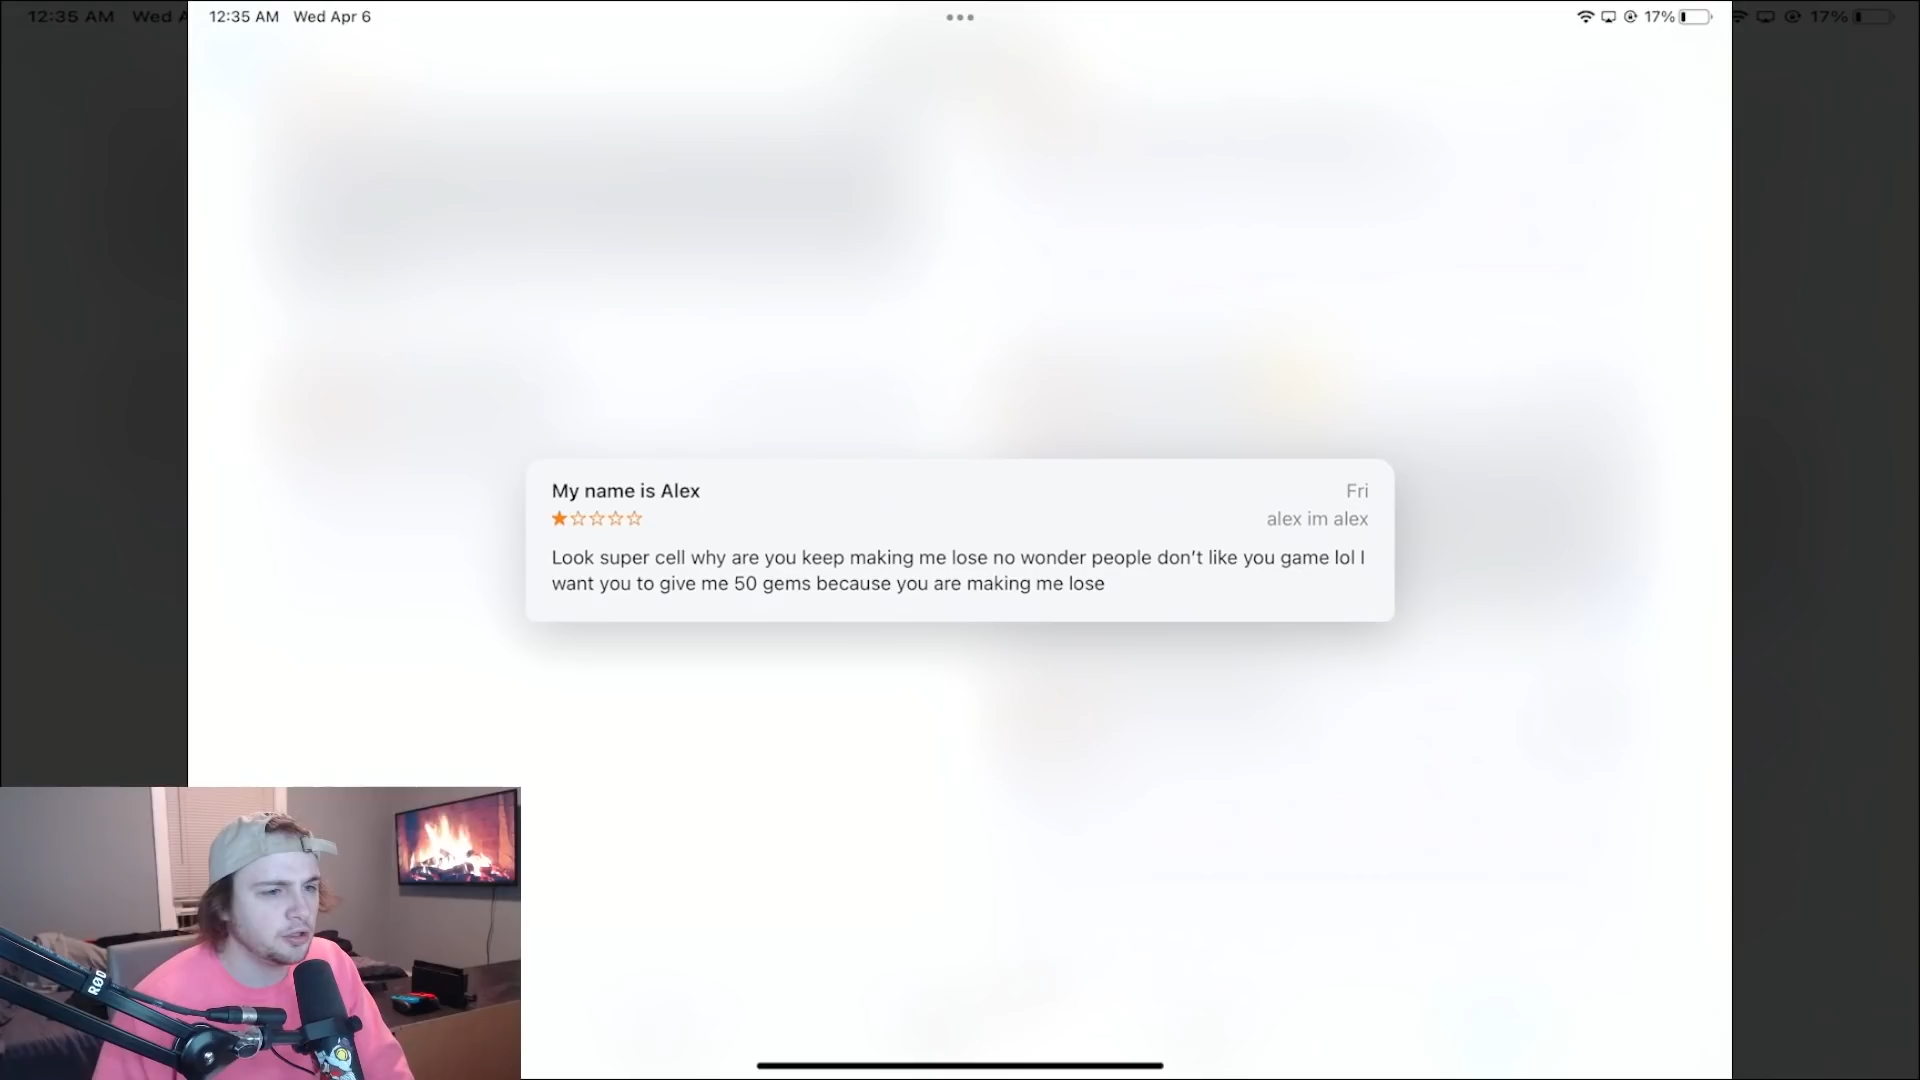 12:35 AM Wed A
12:35 AM Wed Apr 6
17%
17%
My name is Alex
Fri
alex im alex
Look super cell why are you keep making me lose no wonder people don’t like you game lol I
want you to give me 50 gems because you are making me lose
RØD